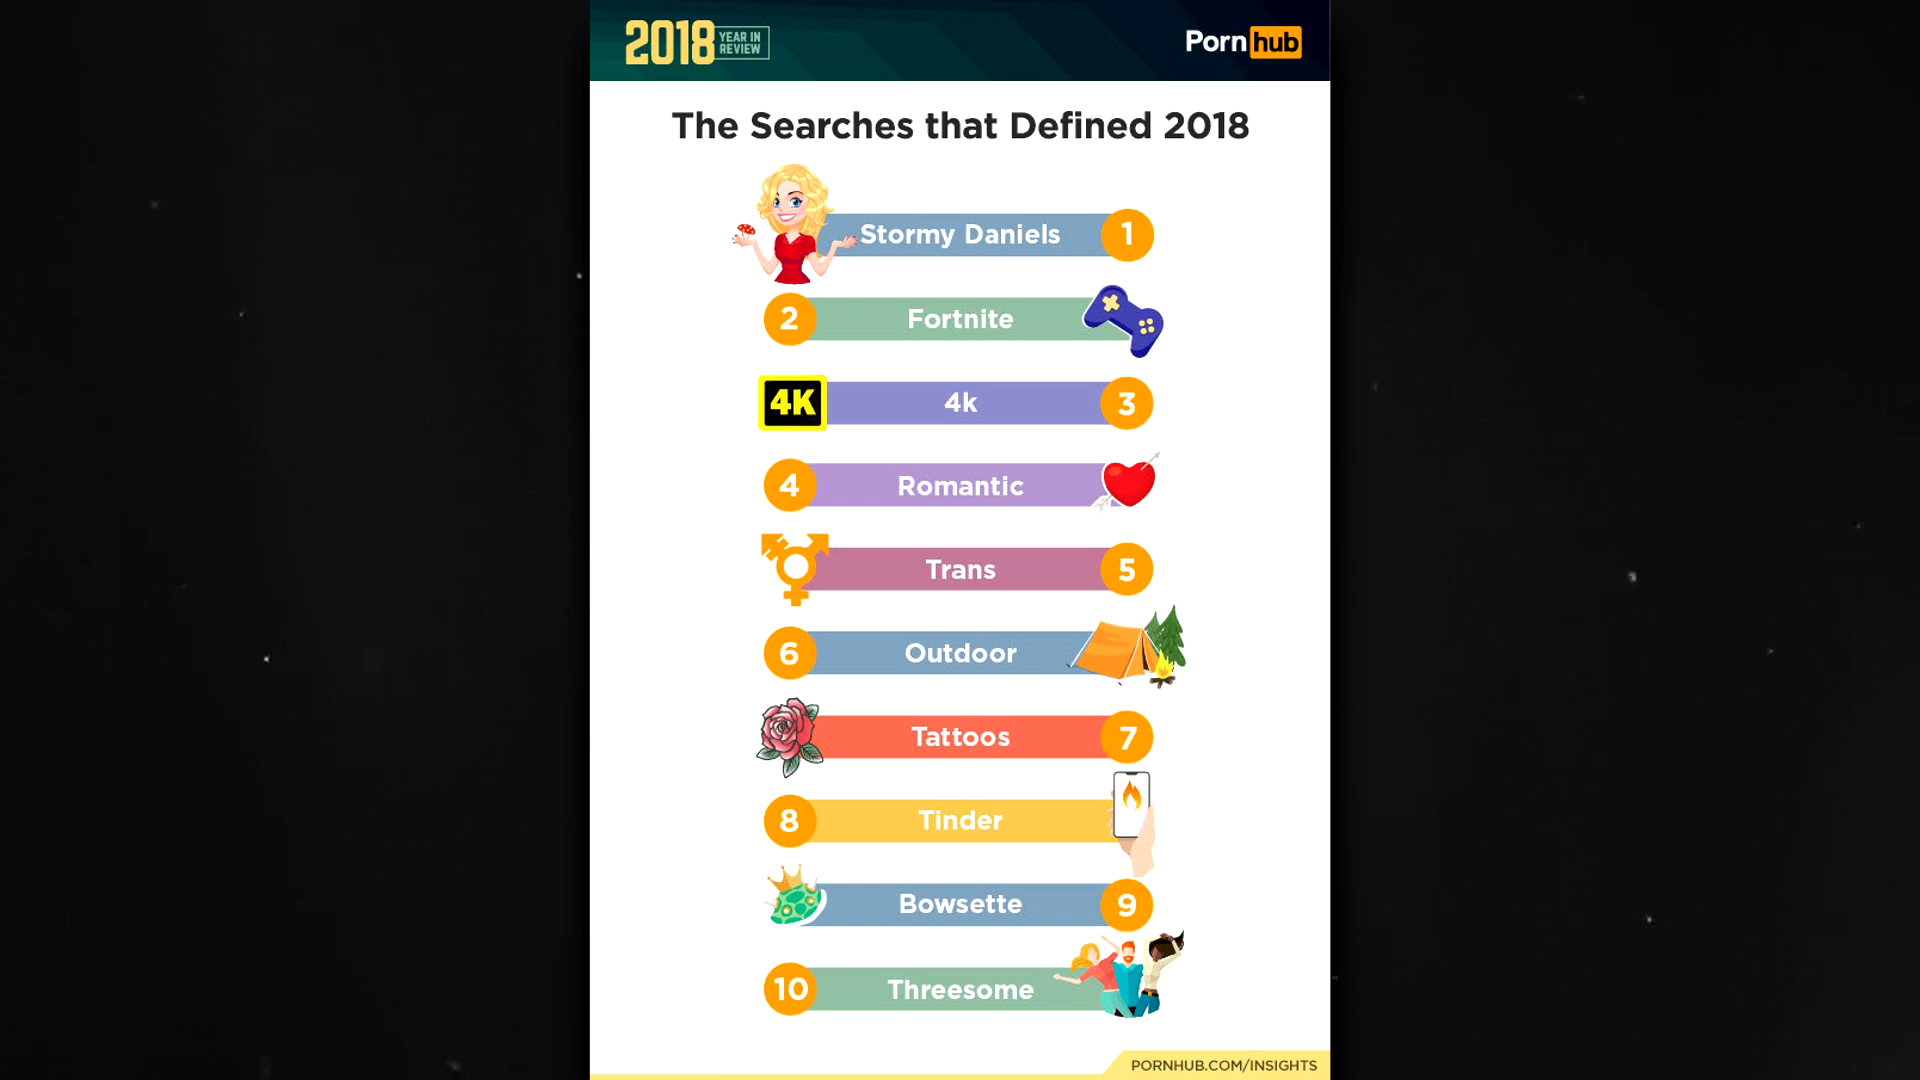 2018 YEAR IN REVIEW
Pornhub
The Searches that Defined 2018
Stormy Daniels 1
2 Fortnite
4K 4k 3
4 Romantic
Trans 5
6 Outdoor
Tattoos 7
8 Tinder
Bowsette 9
10 Threesome
PORNHUB.COM/INSIGHTS